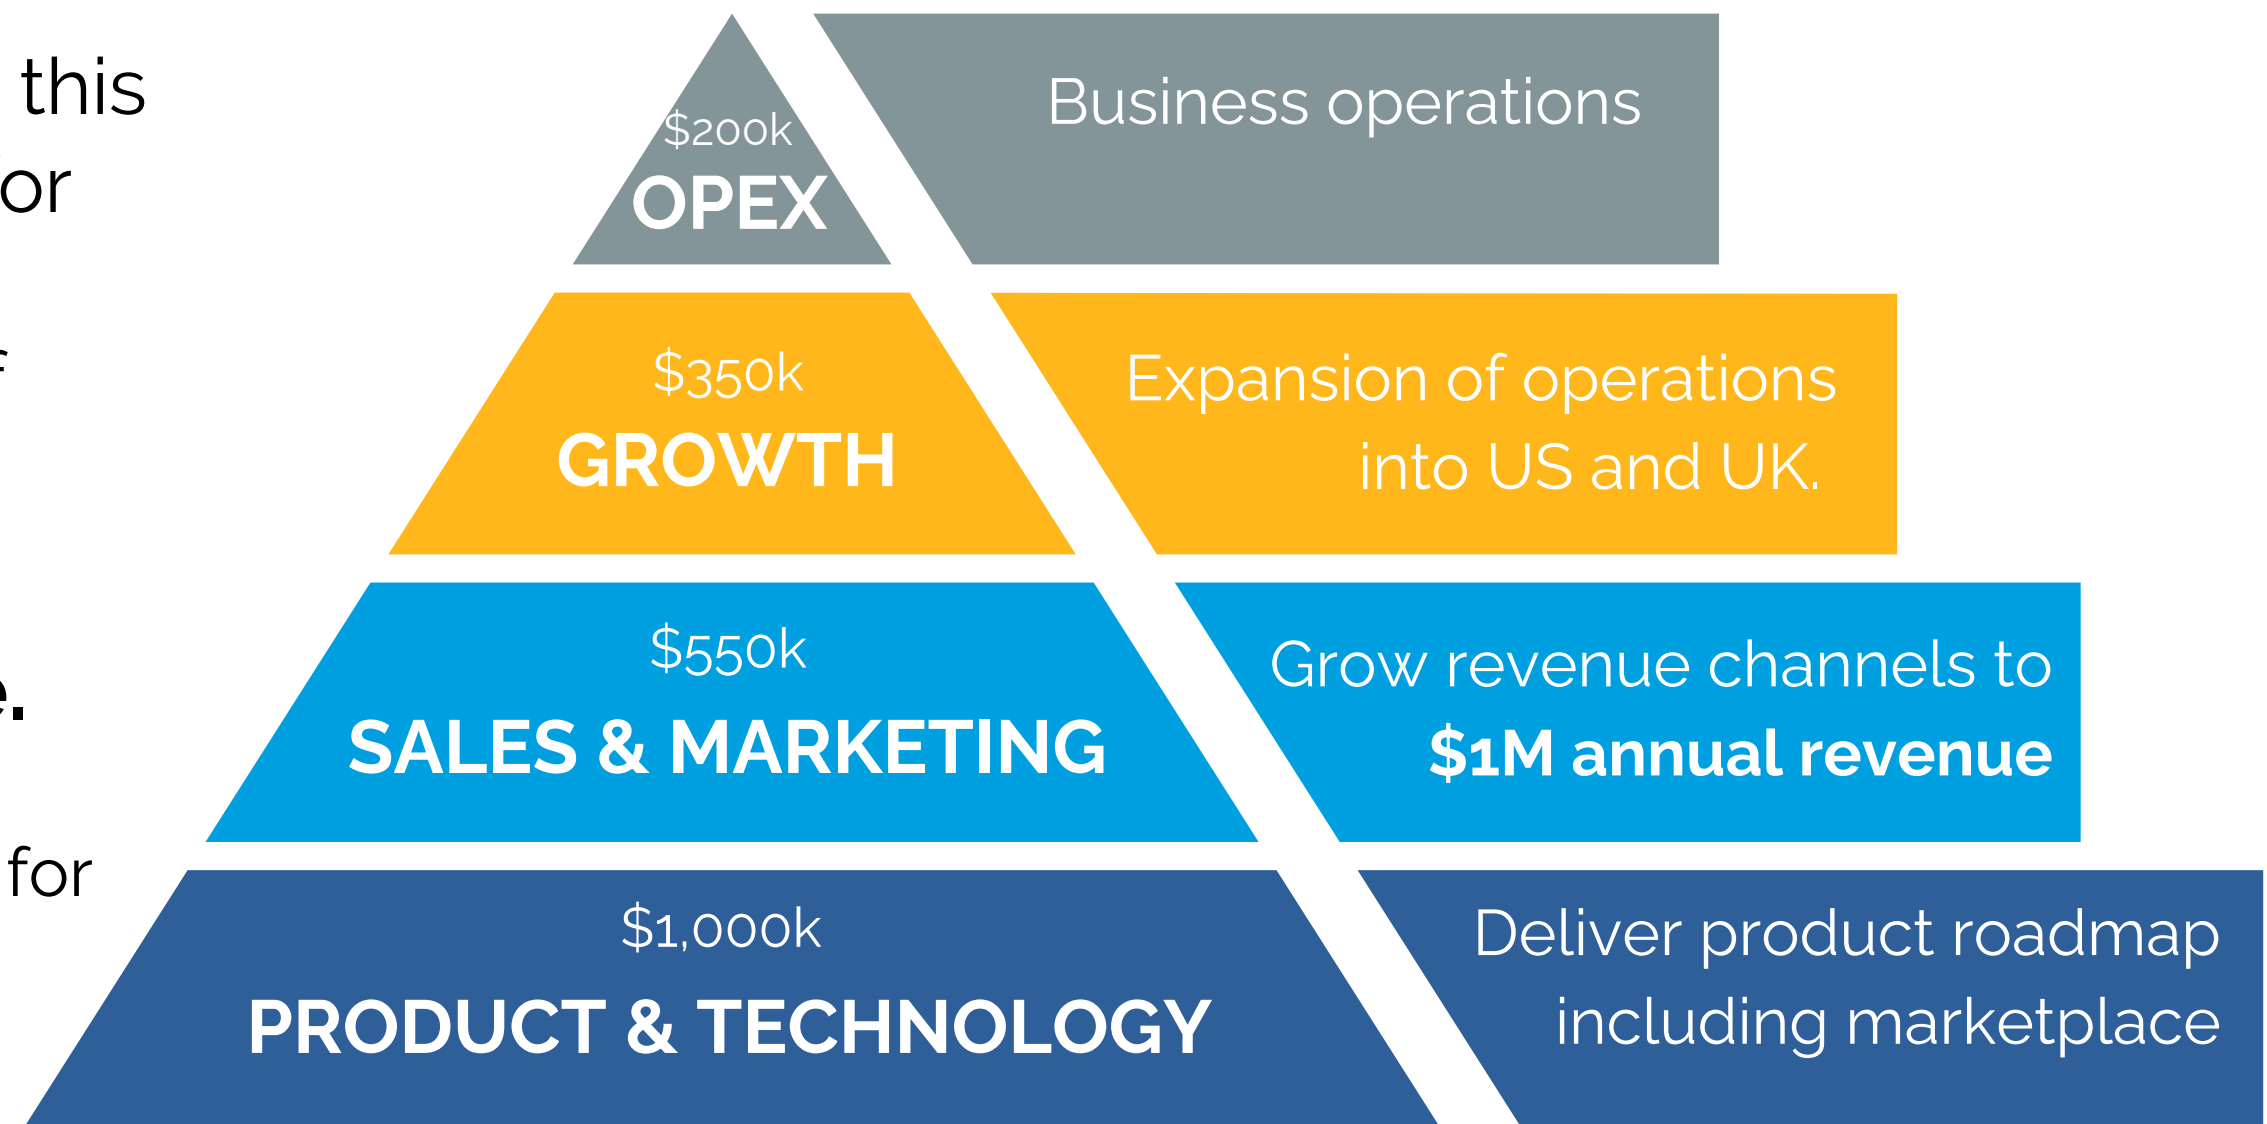 this
or
f
e.
for
$200k
OPEX
Business operations
$350k
GROWTH
Expansion of operations
into US and UK.
$550k
SALES & MARKETING
Grow revenue channels to
$1M annual revenue
$1,000k
PRODUCT & TECHNOLOGY
Deliver product roadmap
including marketplace